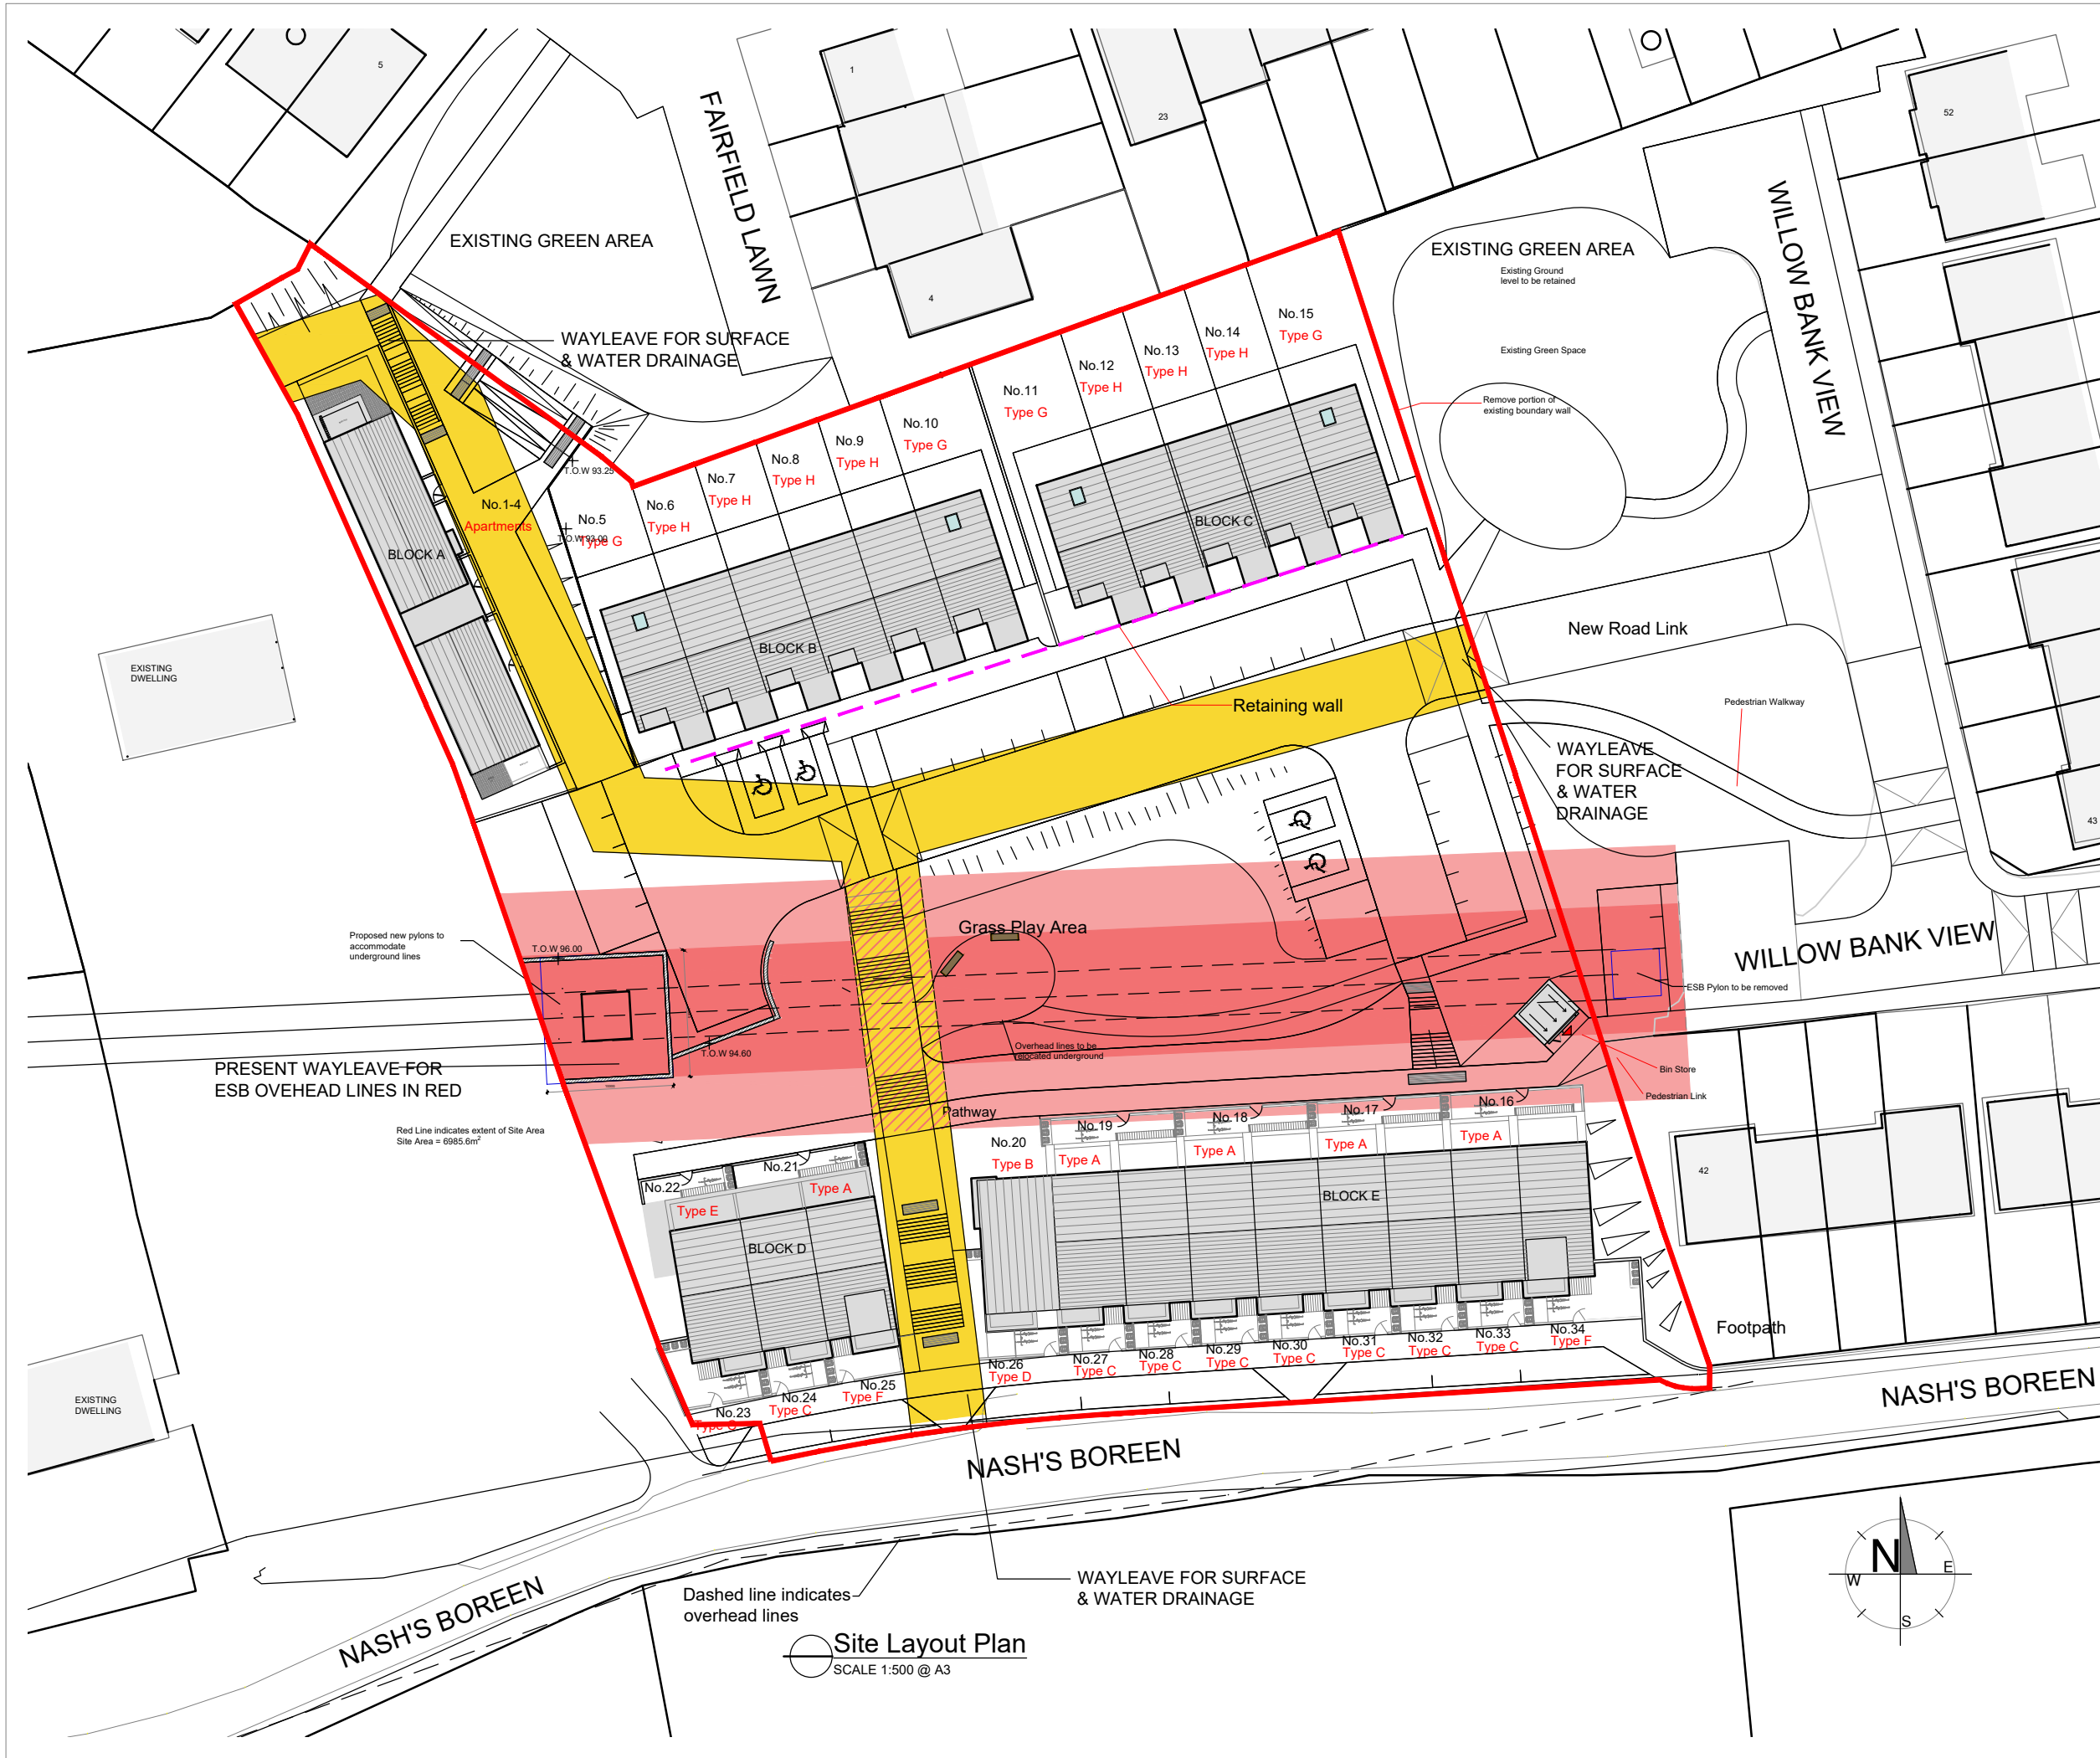 5
1
23
52
FAIRFIELD LAWN
4
EXISTING GREEN AREA
EXISTING GREEN AREA
Existing Ground
level to be retained
WILLOW BANK VIEW
WAYLEAVE FOR SURFACE
& WATER DRAINAGE
Existing Green Space
Remove portion of
existing boundary wall
No.15
Type G
No.14
Type H
No.13
Type H
No.12
Type H
No.11
Type G
No.10
Type G
No.9
Type H
No.8
Type H
No.7
Type H
No.6
Type H
No.5
Type G
T.O.W 93.25
T.O.W 93.00
No.1-4
Apartments
BLOCK A
BLOCK B
BLOCK C
EXISTING
DWELLING
New Road Link
Retaining wall
Pedestrian Walkway
WAYLEAVE
FOR SURFACE
& WATER
DRAINAGE
43
Grass Play Area
WILLOW BANK VIEW
Proposed new pylons to
accommodate
underground lines
T.O.W 96.00
ESB Pylon to be removed
T.O.W 94.60
Overhead lines to be
relocated underground
PRESENT WAYLEAVE FOR
ESB OVEHEAD LINES IN RED
Bin Store
Pedestrian Link
Red Line indicates extent of Site Area
Site Area = 6985.6m²
Pathway
No.20
Type B
No.19
Type A
No.18
Type A
No.17
Type A
No.16
Type A
No.22
Type E
No.21
Type A
42
BLOCK D
BLOCK E
Footpath
No.23
Type C
No.24
Type C
No.25
Type F
No.26
Type D
No.27
Type C
No.28
Type C
No.29
Type C
No.30
Type C
No.31
Type C
No.32
Type C
No.33
Type C
No.34
Type F
EXISTING
DWELLING
NASH'S BOREEN
NASH'S BOREEN
NASH'S BOREEN
Dashed line indicates
overhead lines
WAYLEAVE FOR SURFACE
& WATER DRAINAGE
N
E
W
S
Site Layout Plan
SCALE 1:500 @ A3